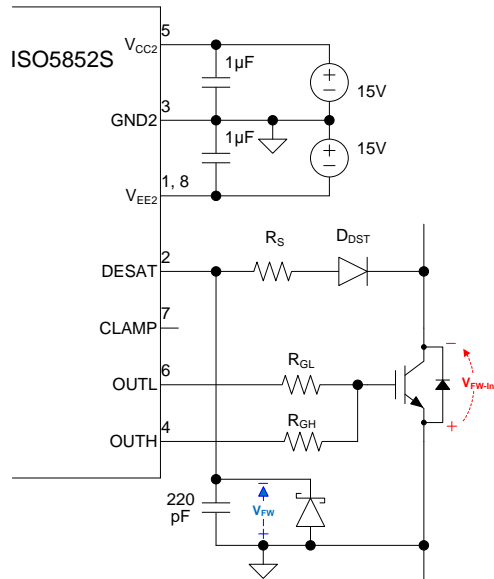 ISO5852S
VCC2
5
1µF
15V
GND2
3
1µF
15V
VEE2
1, 8
DESAT
2
RS
DDST
CLAMP
7
VFW-In
OUTL
6
RGL
OUTH
4
RGH
220
pF
VFW